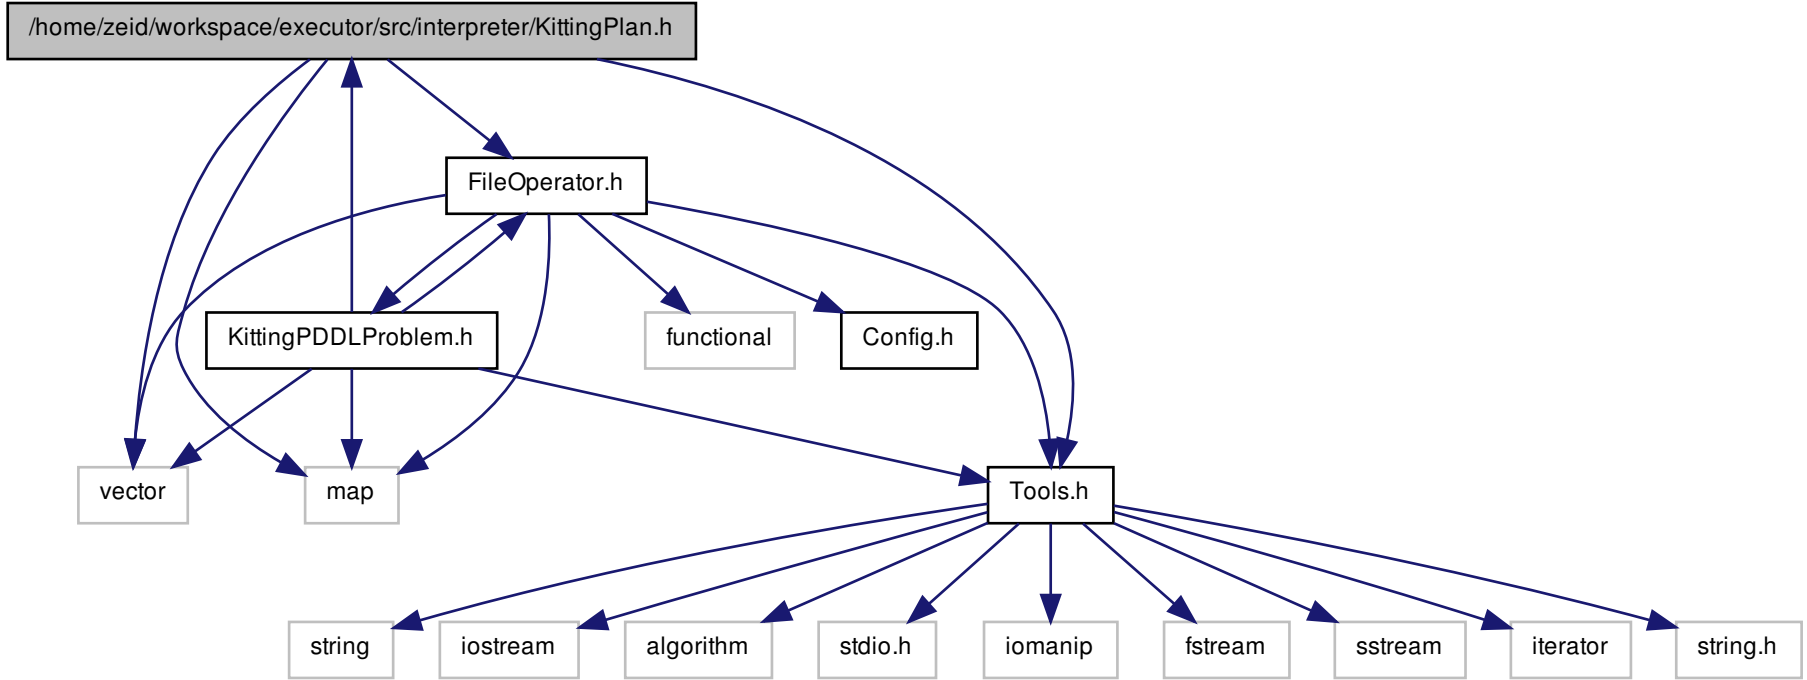 /home/zeid/workspace/executor/src/interpreter/KittingPlan.h
FileOperator.h
KittingPDDLProblem.h
functional
Config.h
vector
map
Tools.h
string
iostream
algorithm
stdio.h
iomanip
fstream
sstream
iterator
string.h